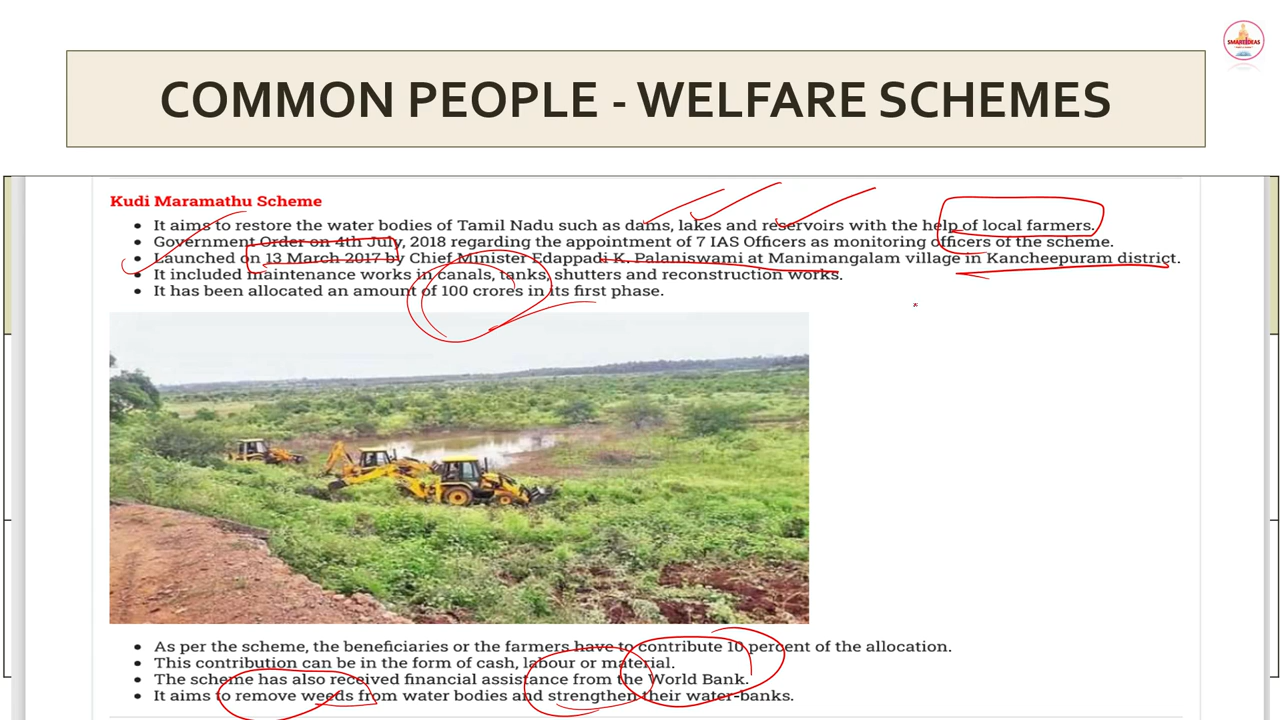 SMART IDEAS
COMMON PEOPLE - WELFARE SCHEMES
Kudi Maramathu Scheme
• It aims to restore the water bodies of Tamil Nadu such as dams, lakes and reservoirs with the help of local farmers.
• Government Order on 4th July, 2018 regarding the appointment of 7 IAS Officers as monitoring officers of the scheme.
• Launched on 13 March 2017 by Chief Minister Edappadi K. Palaniswami at Manimangalam village in Kancheepuram district.
• It included maintenance works in canals, tanks, shutters and reconstruction works.
• It has been allocated an amount of 100 crores in its first phase.
• As per the scheme, the beneficiaries or the farmers have to contribute 10 percent of the allocation.
• This contribution can be in the form of cash, labour or material.
• The scheme has also received financial assistance from the World Bank.
• It aims to remove weeds from water bodies and strengthen their water-banks.